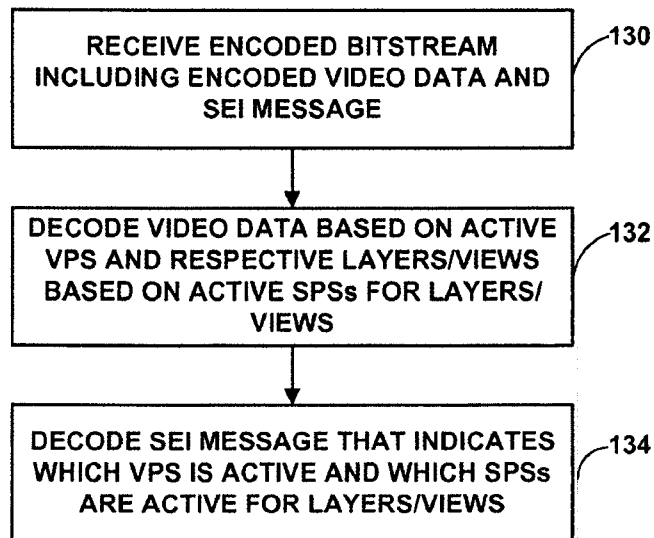 RECEIVE ENCODED BITSTREAM
INCLUDING ENCODED VIDEO DATA AND
SEI MESSAGE
130
DECODE VIDEO DATA BASED ON ACTIVE
VPS AND RESPECTIVE LAYERS/VIEWS
BASED ON ACTIVE SPSs FOR LAYERS/
VIEWS
132
DECODE SEI MESSAGE THAT INDICATES
WHICH VPS IS ACTIVE AND WHICH SPSs
ARE ACTIVE FOR LAYERS/VIEWS
134